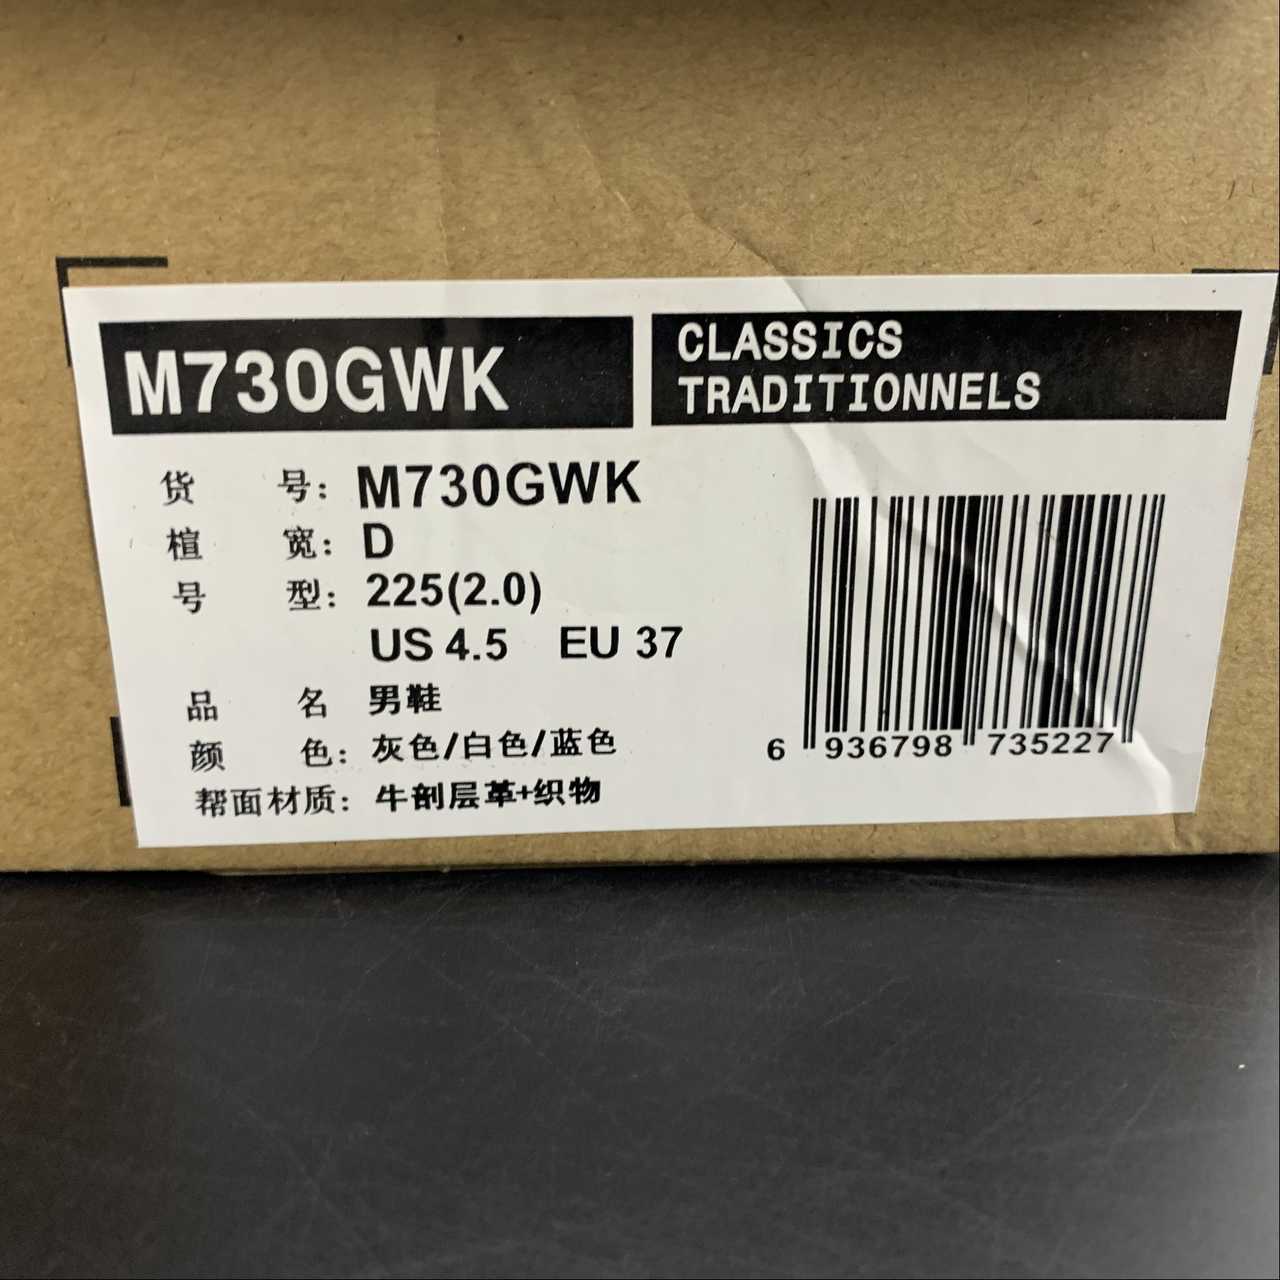 M730GWK
CLASSICS
TRADITIONNELS
货 号: M730GWK
楦 宽: D
号 型: 225(2.0)
US 4.5 EU 37
品 名 男鞋
颜 色: 灰色/白色/蓝色
帮面材质: 牛剖层革+织物
6 936798 735227